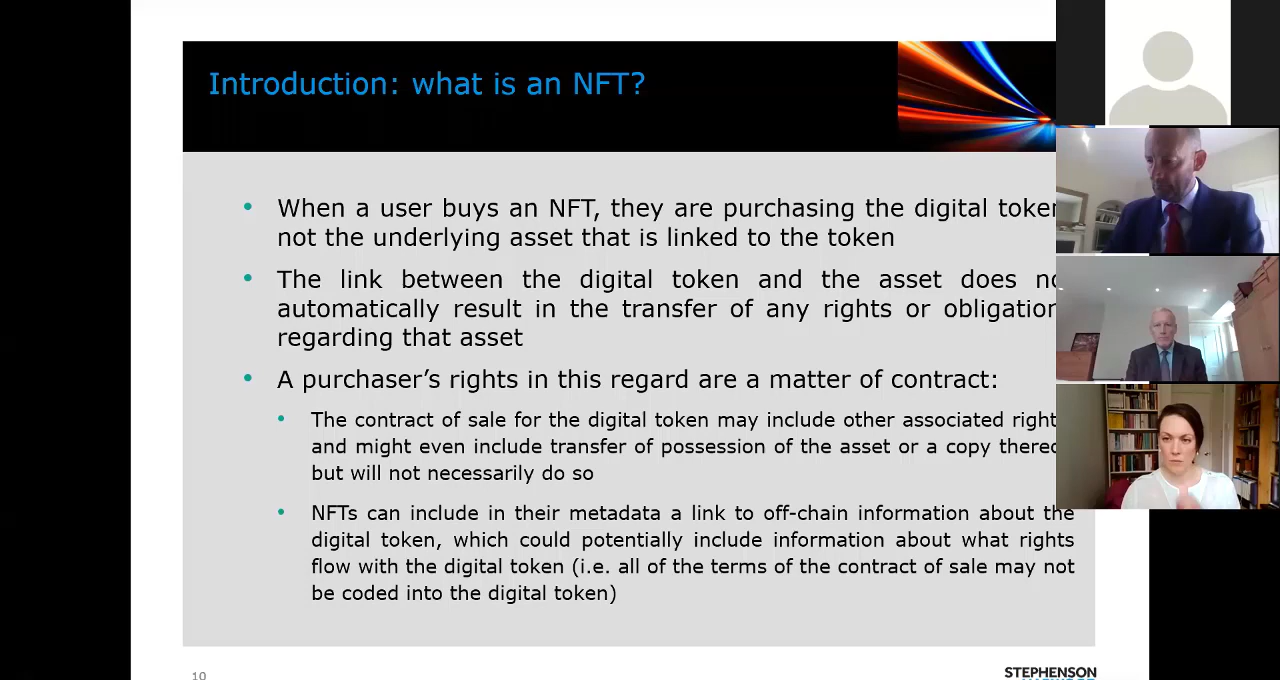 Introduction: what is an NFT?
When a user buys an NFT, they are purchasing the digital token
not the underlying asset that is linked to the token
The link between the digital token and the asset does no
automatically result in the transfer of any rights or obligation
regarding that asset
A purchaser’s rights in this regard are a matter of contract:
The contract of sale for the digital token may include other associated right
and might even include transfer of possession of the asset or a copy thereo
but will not necessarily do so
NFTs can include in their metadata a link to off-chain information about the
digital token, which could potentially include information about what rights
flow with the digital token (i.e. all of the terms of the contract of sale may not
be coded into the digital token)
10
STEPHENSON